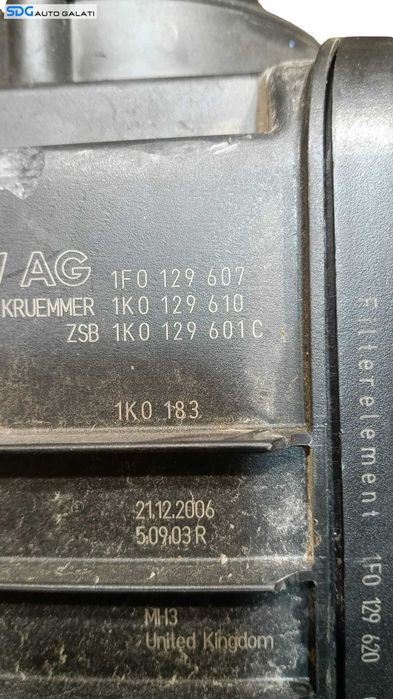 SDG AUTO GALATI
AG 1F0 129 607
KRUEMMER 1K0 129 610
ZSB 1K0 129 601 C
1K0 183
21.12.2006
5.09.03 R
MH3
United Kingdom
Filterelement 1F0 129 620